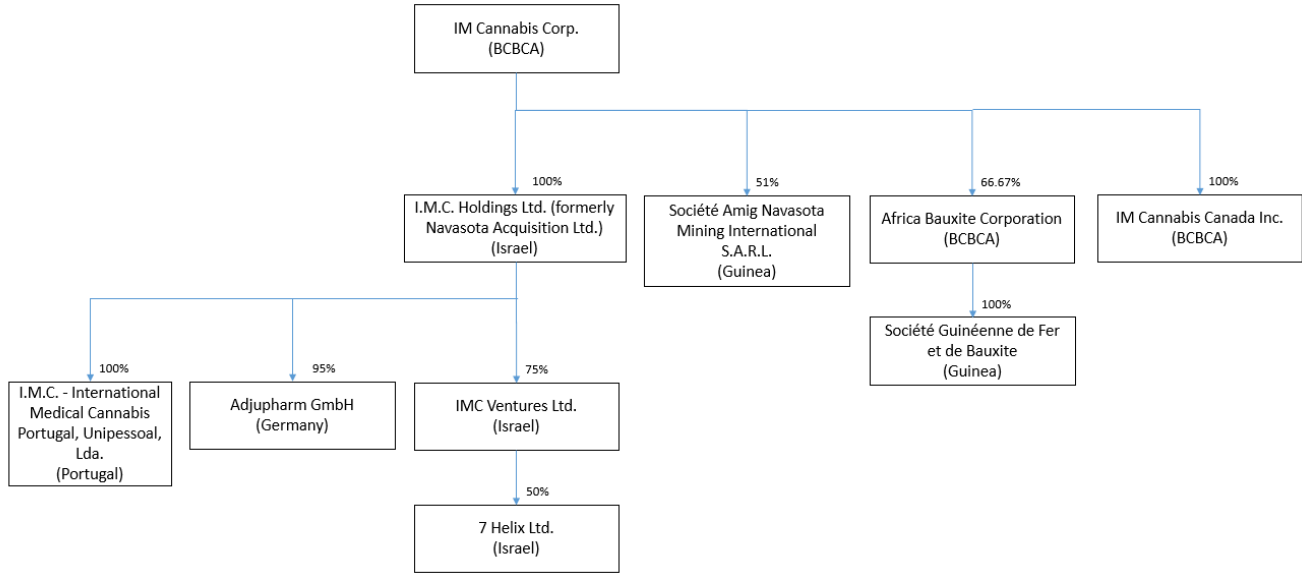 IM Cannabis Corp.
(BCBCA)
100%
51%
66.67%
100%
I.M.C. Holdings Ltd. (formerly
Navasota Acquisition Ltd.)
(Israel)
Société Amig Navasota
Mining International
S.A.R.L.
(Guinea)
Africa Bauxite Corporation
(BCBCA)
IM Cannabis Canada Inc.
(BCBCA)
100%
Société Guinéenne de Fer
et de Bauxite
(Guinea)
100%
95%
75%
I.M.C. - International
Medical Cannabis
Portugal, Unipessoal,
Lda.
(Portugal)
Adjupharm GmbH
(Germany)
IMC Ventures Ltd.
(Israel)
50%
7 Helix Ltd.
(Israel)